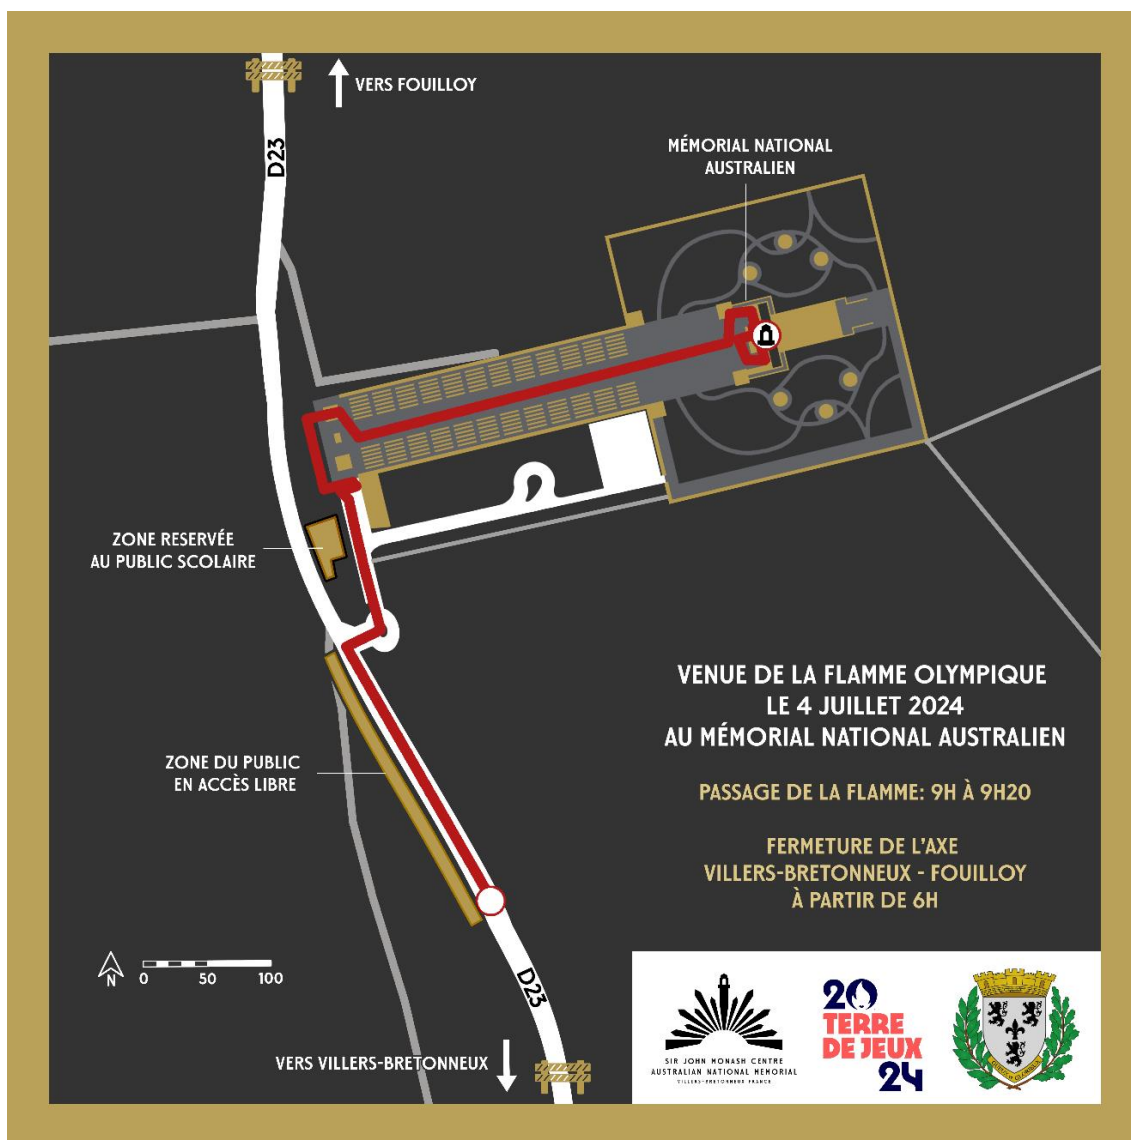 VERS FOUILLOY
D23
MÉMORIAL NATIONAL
AUSTRALIEN
ZONE RESERVÉE
AU PUBLIC SCOLAIRE
VENUE DE LA FLAMME OLYMPIQUE
LE 4 JUILLET 2024
AU MÉMORIAL NATIONAL AUSTRALIEN
ZONE DU PUBLIC
EN ACCÈS LIBRE
PASSAGE DE LA FLAMME: 9H À 9H20
FERMETURE DE L'AXE
VILLERS-BRETONNEUX - FOUILLOY
À PARTIR DE 6H
N
0 50 100
D23
VERS VILLERS-BRETONNEUX
SIR JOHN MONASH CENTRE
AUSTRALIAN NATIONAL MEMORIAL
VILLERS-BRETONNEUX FRANCE
20
TERRE
DE JEUX
24